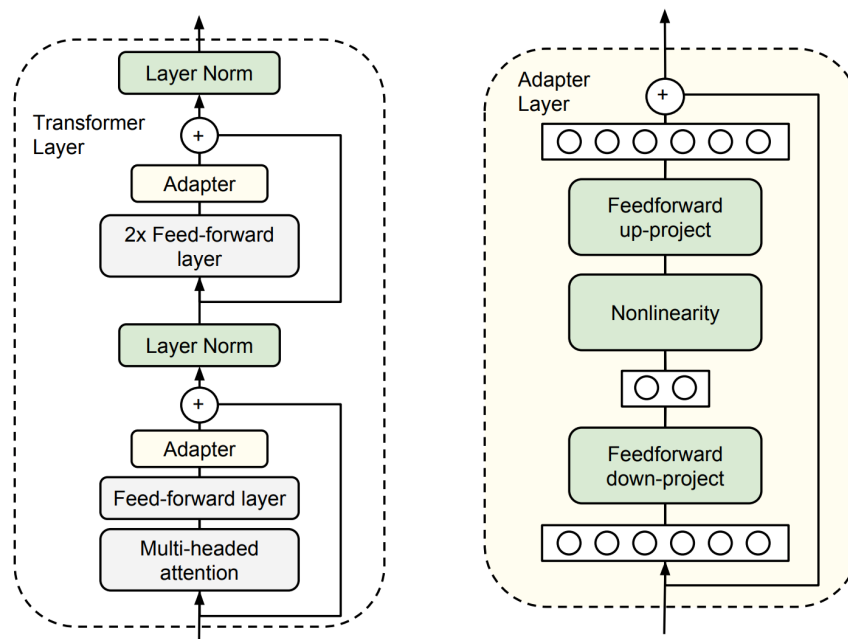 Layer Norm
+
Transformer
Layer
Adapter
2x Feed-forward
layer
Layer Norm
+
Adapter
Feed-forward layer
Multi-headed
attention
Adapter
Layer
+
Feedforward
up-project
Nonlinearity
Feedforward
down-project